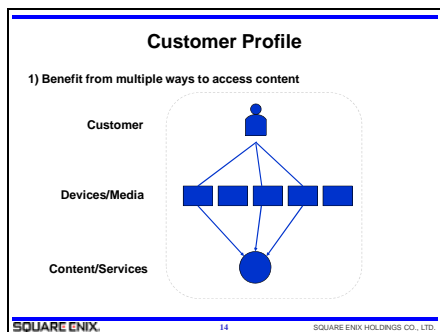 Customer Profile
1) Benefit from multiple ways to access content
Customer
Devices/Media
Content/Services
SQUARE ENIX. 14 SQUARE ENIX HOLDINGS CO., LTD.